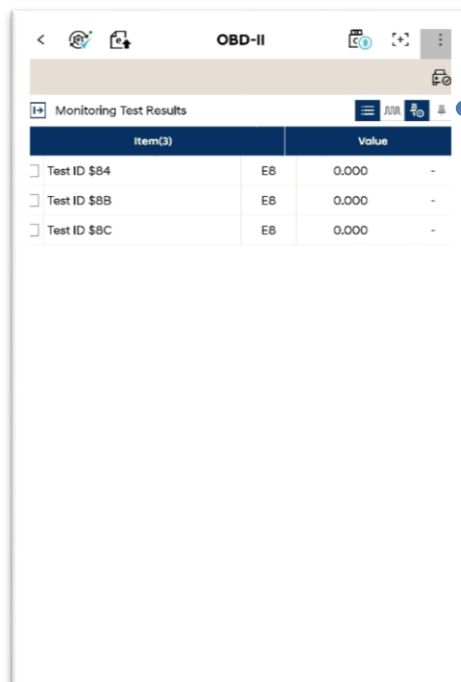 OBD-II
Monitoring Test Results
Item(3) Value
Test ID $84 E8 0.000 -
Test ID $8B E8 0.000 -
Test ID $8C E8 0.000 -